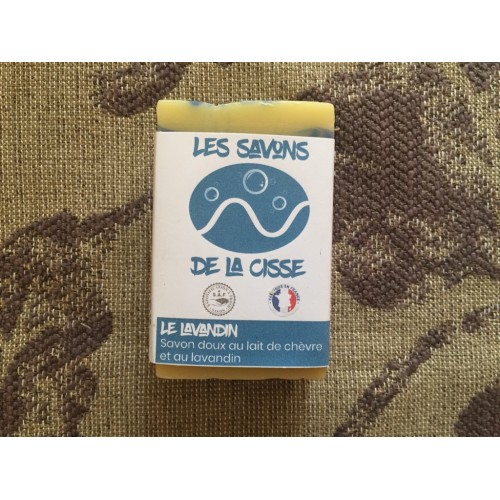 LES SAVONS
DE LA CISSE
LE LAVANDIN
Savon doux au lait de chèvre
et au lavandin